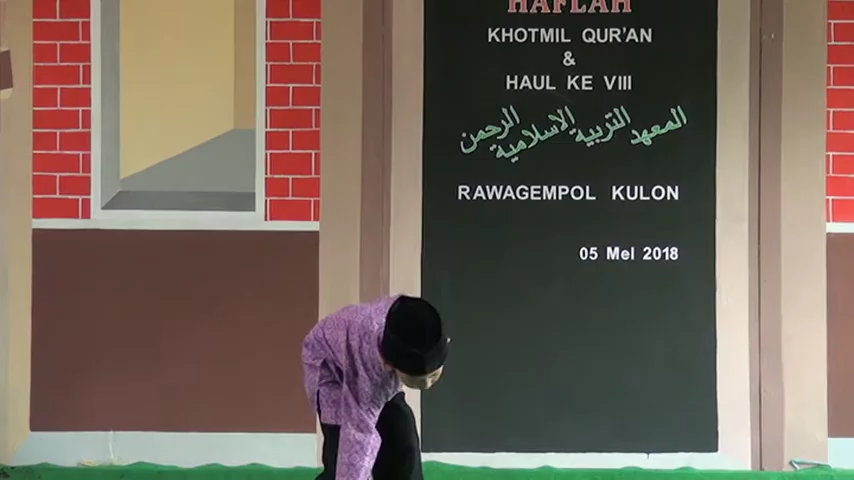 HAFLAH
KHOTMIL QUR'AN
&
HAUL KE VIII
المعهد التربية الاسلامية الرحمن
RAWAGEMPOL KULON
05 Mei 2018